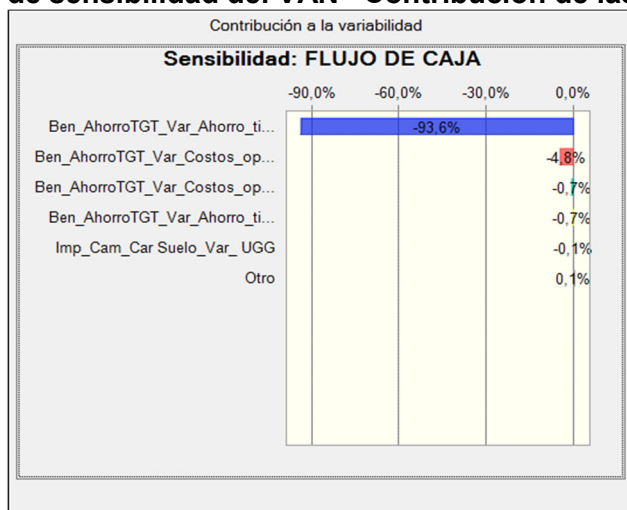 de sensibilidad del VAN - Contribución de
Contribución a la variabilidad
Sensibilidad: FLUJO DE CAJA
-90,0% -60,0% -30,0% 0,0%
Ben_AhorroTGT_Var_Ahorro_ti... -93,6%
Ben_AhorroTGT_Var_Costos_op... -4,8%
Ben_AhorroTGT_Var_Costos_op... -0,7%
Ben_AhorroTGT_Var_Ahorro_ti... -0,7%
Imp_Cam_Car Suelo_Var_ UGG -0,1%
Otro 0,1%